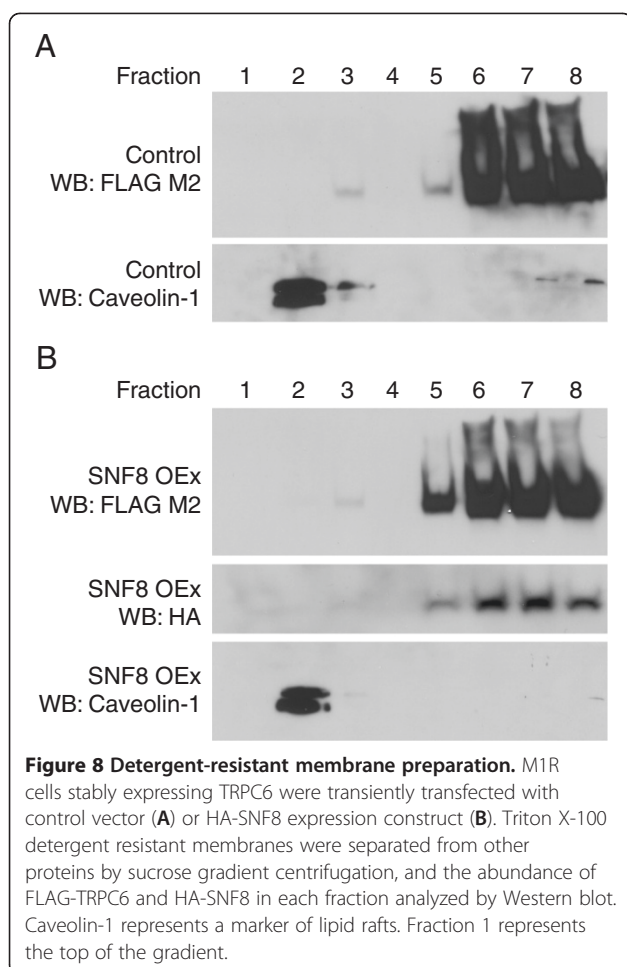 A
Fraction 1 2 3 4 5 6 7 8
Control
WB: FLAG M2
Control
WB: Caveolin-1
B
Fraction 1 2 3 4 5 6 7 8
SNF8 OEx
WB: FLAG M2
SNF8 OEx
WB: HA
SNF8 OEx
WB: Caveolin-1
Figure 8 Detergent-resistant membrane preparation. M1R
cells stably expressing TRPC6 were transiently transfected with
control vector (A) or HA-SNF8 expression construct (B). Triton X-100
detergent resistant membranes were separated from other
proteins by sucrose gradient centrifugation, and the abundance of
FLAG-TRPC6 and HA-SNF8 in each fraction analyzed by Western blot.
Caveolin-1 represents a marker of lipid rafts. Fraction 1 represents
the top of the gradient.